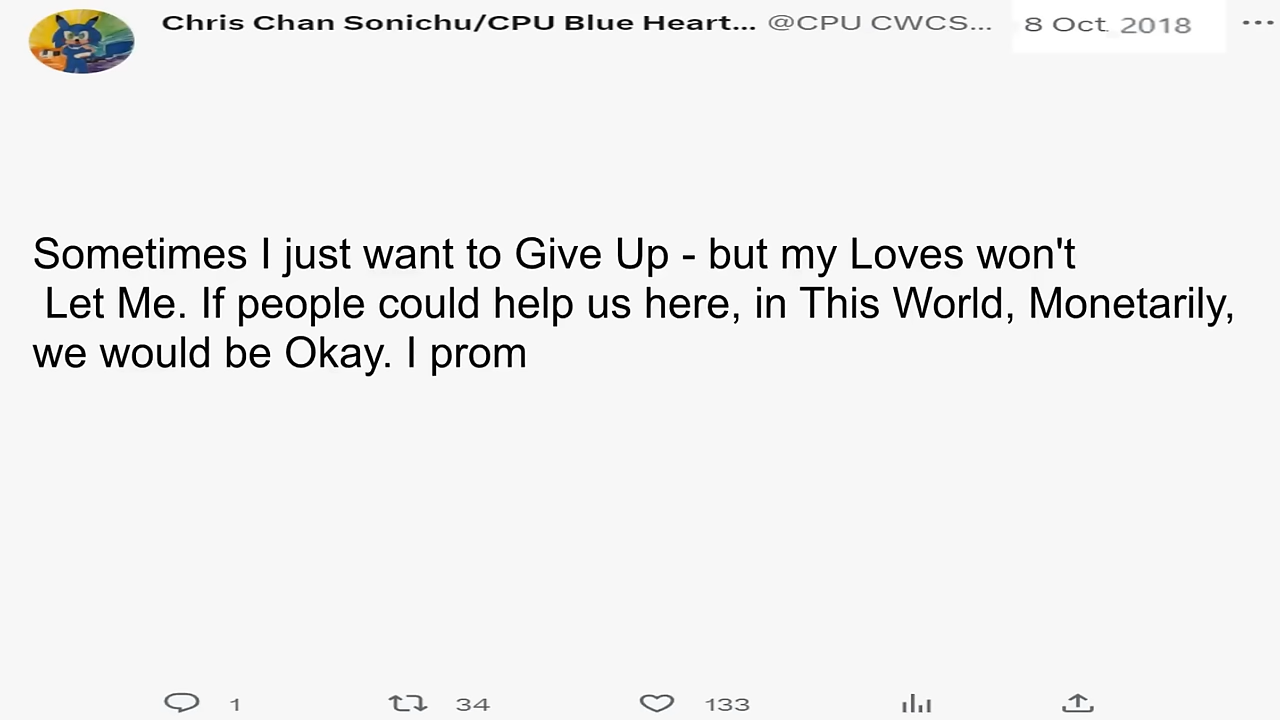 Chris Chan Sonichu/CPU Blue Heart... @CPU CWCS... 8 Oct 2018 ...
Sometimes I just want to Give Up - but my Loves won't
Let Me. If people could help us here, in This World, Monetarily,
we would be Okay. I prom
1 34 133